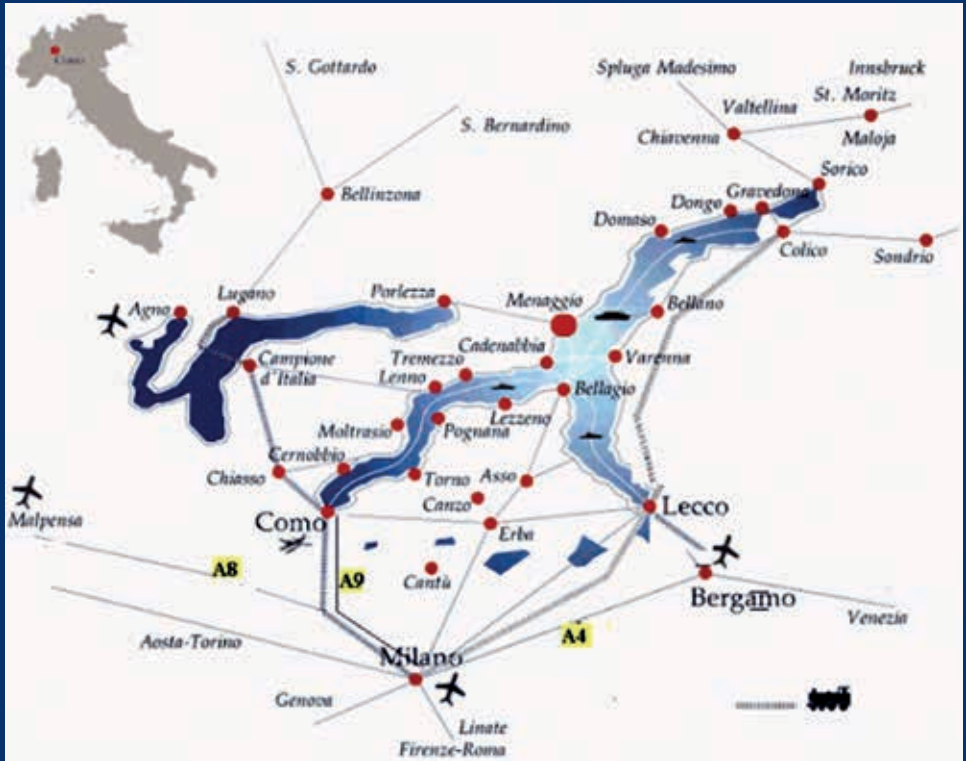 Como
S. Gottardo
Spluga Madesimo
Innsbruck
St. Moritz
Valtellina
S. Bernardino
Chiavenna
Maloja
Sorico
Bellinzona
Gravedona
Dongo
Domaso
Colico
Sondrio
Porlezza
Lugano
Agno
Menaggio
Bellano
Cadenabbia
Varenna
Campione
d'Italia
Tremezzo
Lenno
Bellagio
Lezzeno
Moltrasio
Pognana
Cernobbio
Chiasso
Torno
Asso
Canzo
Malpensa
Como
Lecco
Erba
A8
A9
Cantù
Bergamo
Venezia
Aosta-Torino
A4
Milano
Genova
Linate
Firenze-Roma